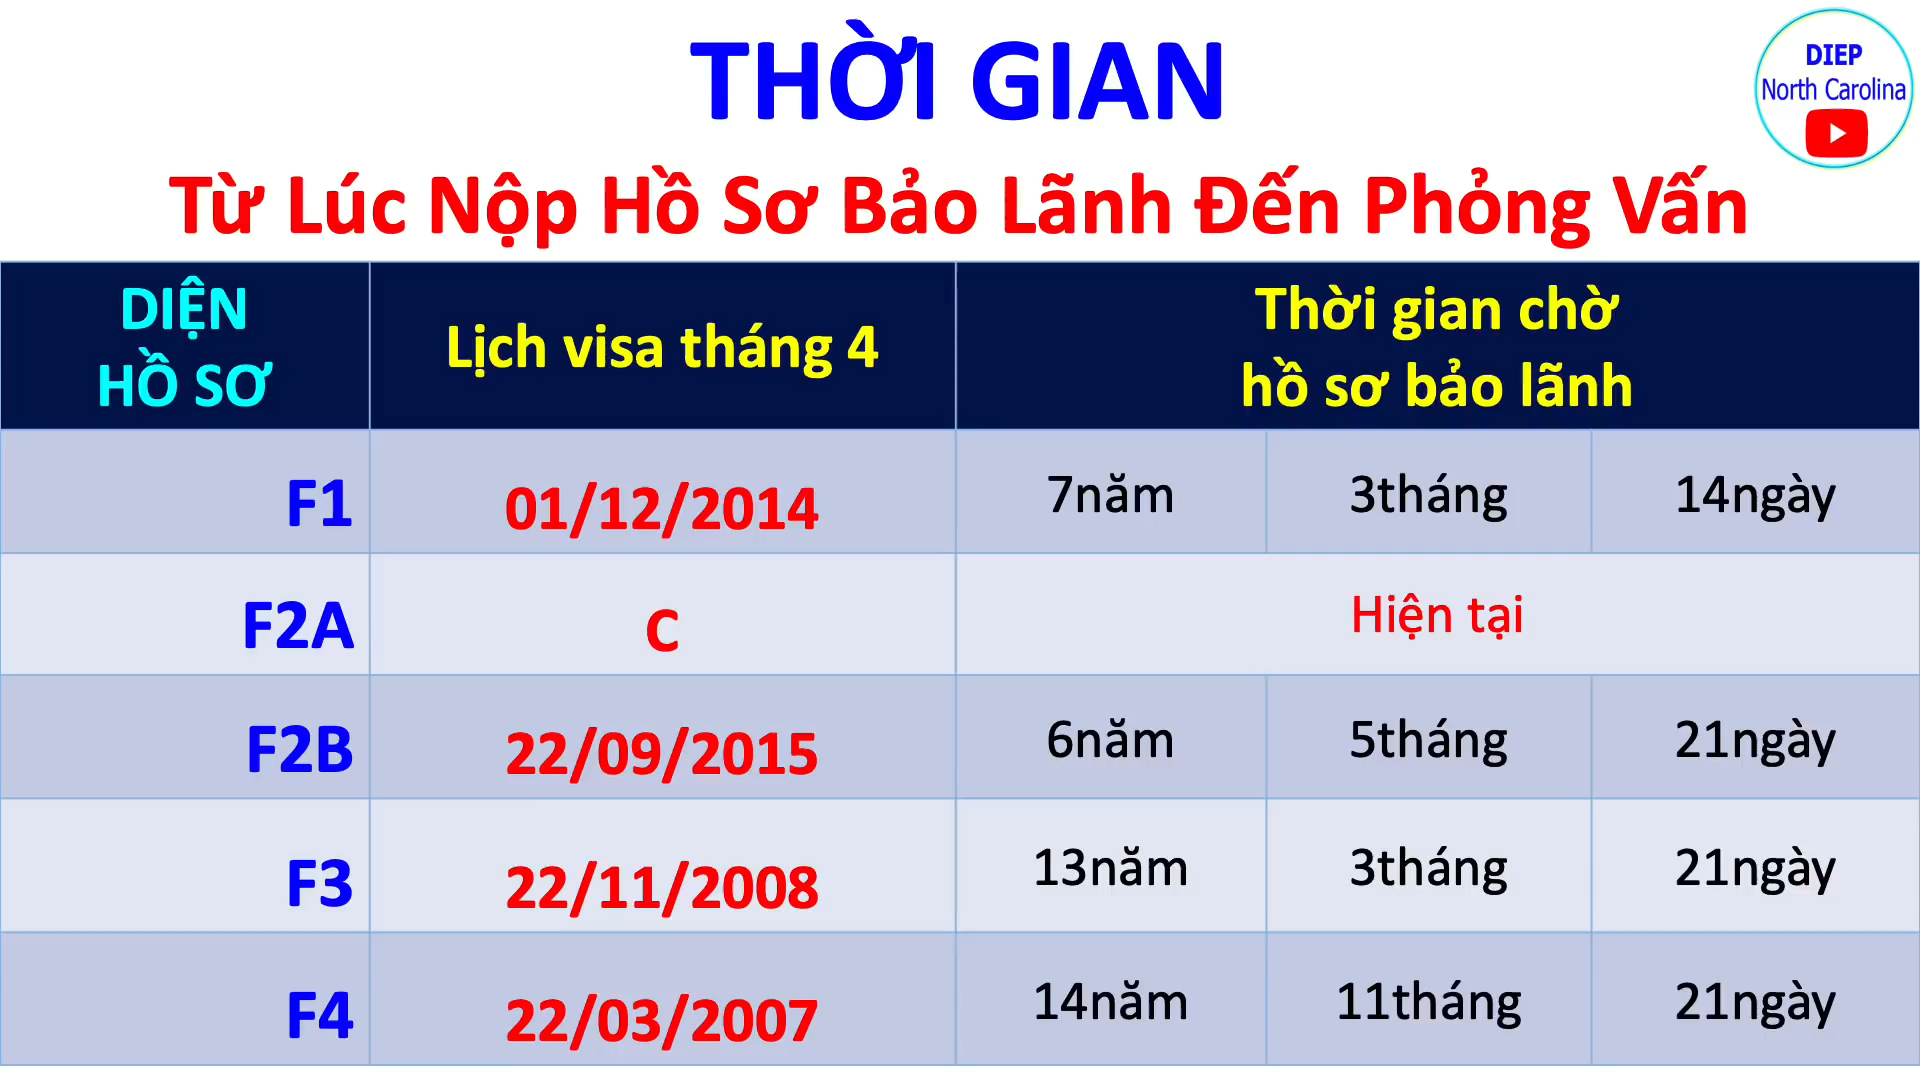 THỜI GIAN
DIEP
North Carolina
Từ Lúc Nộp Hồ Sơ Bảo Lãnh Đến Phỏng Vấn
DIỆN
HỒ SƠ
Lịch visa tháng 4
Thời gian chờ
hồ sơ bảo lãnh
F1 01/12/2014 7năm 3tháng 14ngày
F2A C Hiện tại
F2B 22/09/2015 6năm 5tháng 21ngày
F3 22/11/2008 13năm 3tháng 21ngày
F4 22/03/2007 14năm 11tháng 21ngày